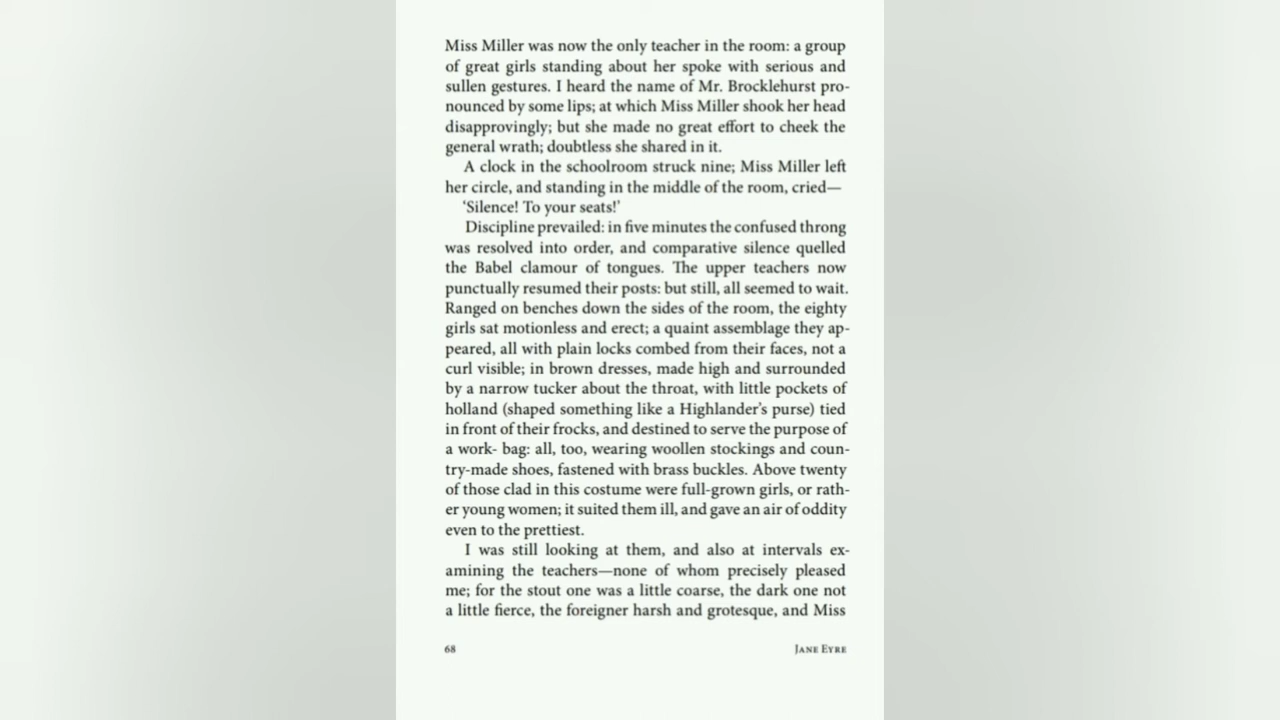 Miss Miller was now the only teacher in the room: a group
of great girls standing about her spoke with serious and
sullen gestures. I heard the name of Mr. Brocklehurst pro-
nounced by some lips; at which Miss Miller shook her head
disapprovingly; but she made no great effort to cheek the
general wrath; doubtless she shared in it.
A clock in the schoolroom struck nine; Miss Miller left
her circle, and standing in the middle of the room, cried—
‘Silence! To your seats!’
Discipline prevailed: in five minutes the confused throng
was resolved into order, and comparative silence quelled
the Babel clamour of tongues. The upper teachers now
punctually resumed their posts: but still, all seemed to wait.
Ranged on benches down the sides of the room, the eighty
girls sat motionless and erect; a quaint assemblage they ap-
peared, all with plain locks combed from their faces, not a
curl visible; in brown dresses, made high and surrounded
by a narrow tucker about the throat, with little pockets of
holland (shaped something like a Highlander’s purse) tied
in front of their frocks, and destined to serve the purpose of
a work- bag: all, too, wearing woollen stockings and coun-
try-made shoes, fastened with brass buckles. Above twenty
of those clad in this costume were full-grown girls, or rath-
er young women; it suited them ill, and gave an air of oddity
even to the prettiest.
I was still looking at them, and also at intervals ex-
amining the teachers—none of whom precisely pleased
me; for the stout one was a little coarse, the dark one not
a little fierce, the foreigner harsh and grotesque, and Miss
68 Jane Eyre